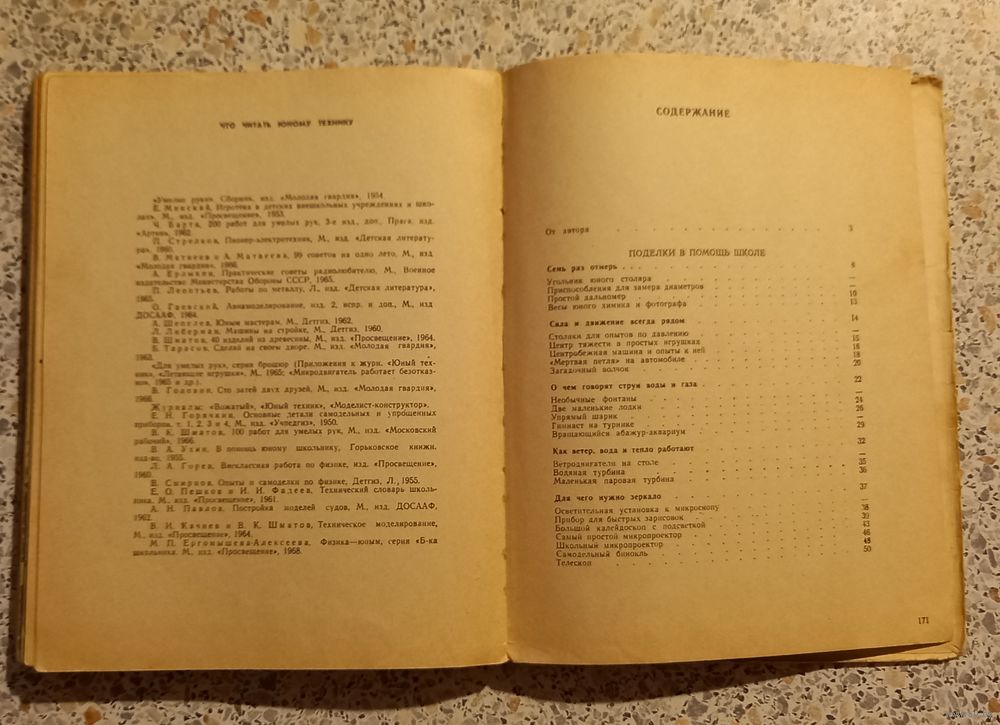 ЧТО ЧИТАТЬ ЮНОМУ ТЕХНИКУ
«Умелые руки». Сборник, изд. «Молодая гвардия», 1954.
Е. Минский. Игротека в детских внешкольных учреждениях и шко-
лах». М., изд. «Просвещение», 1953.
Ч. Барта, 200 работ для умелых рук, 3-е изд., доп., Прага, изд.
«Артия», 1962.
П. Стрелков, Пионер-электротехник, М., изд. «Детская литерату-
ра», 1960.
В. Матвеев и А. Матвеева, 99 советов на одно лето, М., изд
«Молодая гвардия», 1966.
А. Ерлыкин, Практические советы радиолюбителю, М., Военное
издательство Министерства Обороны СССР, 1965.
П. Леонтьев, Работы по металлу, Л., изд. «Детская литература»,
1965.
О. Гаевский, Авиамоделирование, изд. 2, испр. и доп., М., изд
ДОСААФ, 1964.
А. Шепелев, Юным мастерам, М., Детгиз, 1962.
Л. Либерман, Машины на стройке, М., Детгиз, 1960.
В. Шматов, 40 изделий из древесины, М., изд. «Просвещение», 1964.
Б. Тарасов, Сделай на своем дворе. М., изд. «Молодая гвардия»,
1963.
«Для умелых рук», серия брошюр (Приложения к журн. «Юный тех-
ник», «Летающие игрушки», М., 1965; «Микродвигатель работает безотказ-
но», 1965 и др.).
В. Головин, Сто затей двух друзей, М., изд. «Молодая гвардия»,
1966.
Журналы: «Вожатый», «Юный техник», «Моделист-конструктор».
Е. Н. Горячкин, Основные детали самодельных и упрощенных
приборов, т. 1, 2, 3 и 4, М., изд. «Учпедгиз», 1950.
В. К. Шматов, 100 работ для умелых рук, М., изд. «Московский
рабочий», 1966.
В. А. Ухин, В помощь юному школьнику, Горьковское книжн.
изд-во, 1955.
Л. А. Горев, Внеклассная работа по физике, изд. «Просвещение»,
1960.
В. Смирнов, Опыты и самоделки по физике, Детгиз, Л., 1955.
Е. О. Пешков и И. И. Фадеев, Технический словарь школь-
ника, М., изд. «Просвещение», 1961.
А. Н. Павлов, Постройка моделей судов, М., изд. ДОСААФ,
1962.
В. И. Качнев и В. К. Шматов, Техническое моделирование,
М., изд. «Просвещение», 1964.
М. П. Ергомышева-Алексеева, Физика—юным, серия «Б-ка
школьника. М., изд. «Просвещение», 1968.
СОДЕРЖАНИЕ
От автора 3
ПОДЕЛКИ В ПОМОЩЬ ШКОЛЕ
Семь раз отмерь 6
Угольник юного столяра —
Приспособления для замера диаметров —
Простой дальномер 10
Весы юного химика и фотографа 13
Сила и движение всегда рядом 14
Столики для опытов по давлению —
Центр тяжести в простых игрушках 15
Центробежная машина и опыты к ней 18
«Мертвая петля» на автомобиле 18
Загадочный волчок 20
О чем говорят струи воды и газа 22
Необычные фонтаны —
Две маленькие лодки 24
Упрямый шарик 26
Гимнаст на турнике 29
Вращающийся абажур-аквариум —
Как ветер, вода и тепло работают 32
Ветродвигатели на столе —
Водяная турбина 35
Маленькая паровая турбина 36
Для чего нужно зеркало 37
Осветительная установка к микроскопу —
Прибор для быстрых зарисовок 38
Большой калейдоскоп с подсветкой 39
Самый простой микропроектор 43
Школьный микропроектор 46
Самодельный бинокль 48
Телескоп 50
171